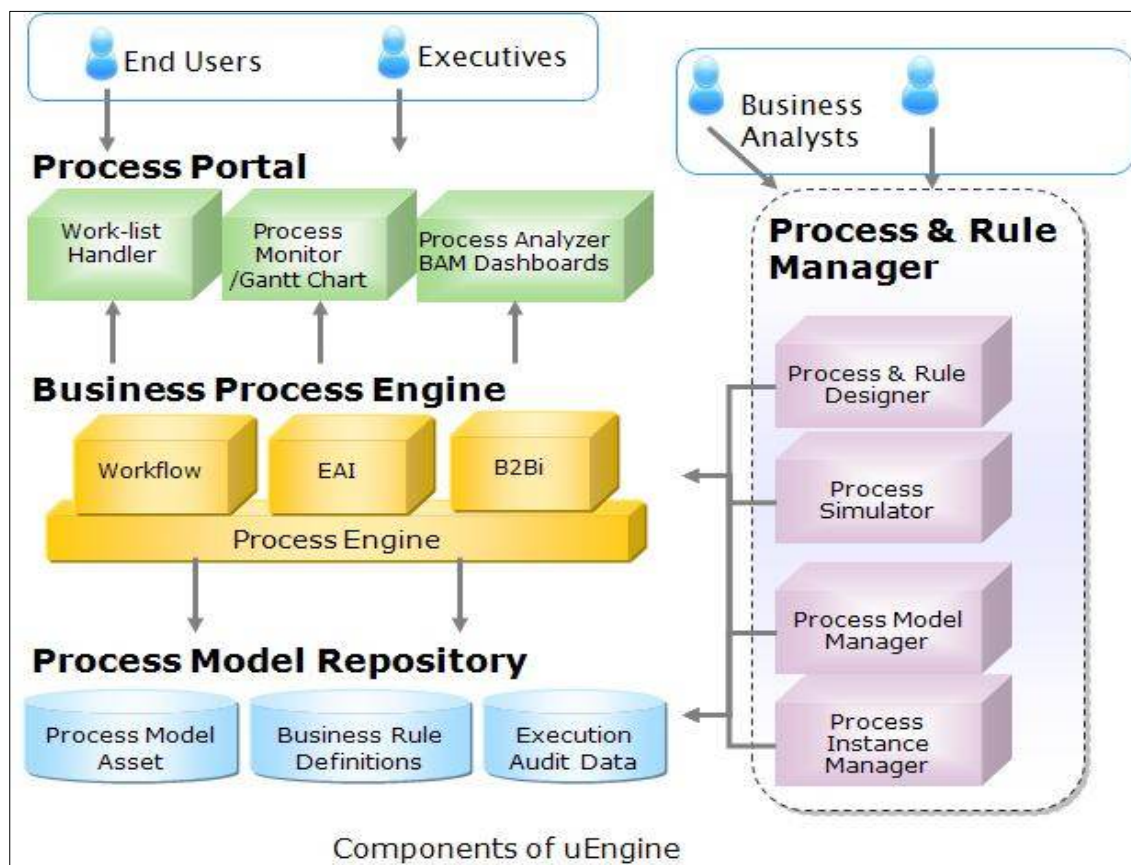 End Users
Executives
Business
Analysts
Process Portal
Work-list
Handler
Process
Monitor
/Gantt Chart
Process Analyzer
BAM Dashboards
Process & Rule
Manager
Business Process Engine
Workflow
EAI
B2Bi
Process Engine
Process & Rule
Designer
Process
Simulator
Process Model
Manager
Process
Instance
Manager
Process Model Repository
Process Model
Asset
Business Rule
Definitions
Execution
Audit Data
Components of uEngine